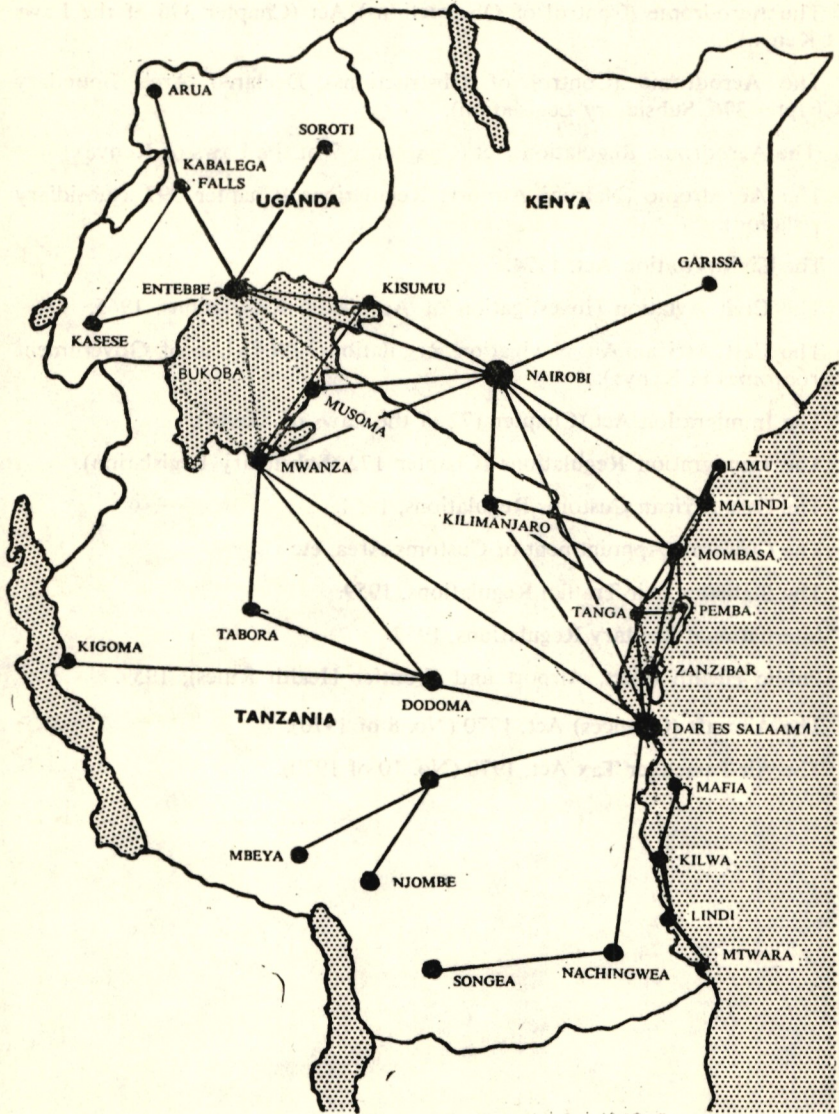 ARUA
SOROTI
KABALEGA
FALLS
UGANDA
KENYA
GARISSA
ENTEBBE
KISUMU
KASESE
NAIROBI
BUKOBA
MUSOMA
MWANZA
LAMU
MALINDI
KILIMANJARO
MOMBASA
TANGA
PEMBA
TABORA
KIGOMA
ZANZIBAR
DODOMA
TANZANIA
DAR ES SALAAM
MAFIA
MBEYA
KILWA
NJOMBE
LINDI
MTWARA
NACHINGWEA
SONGEA